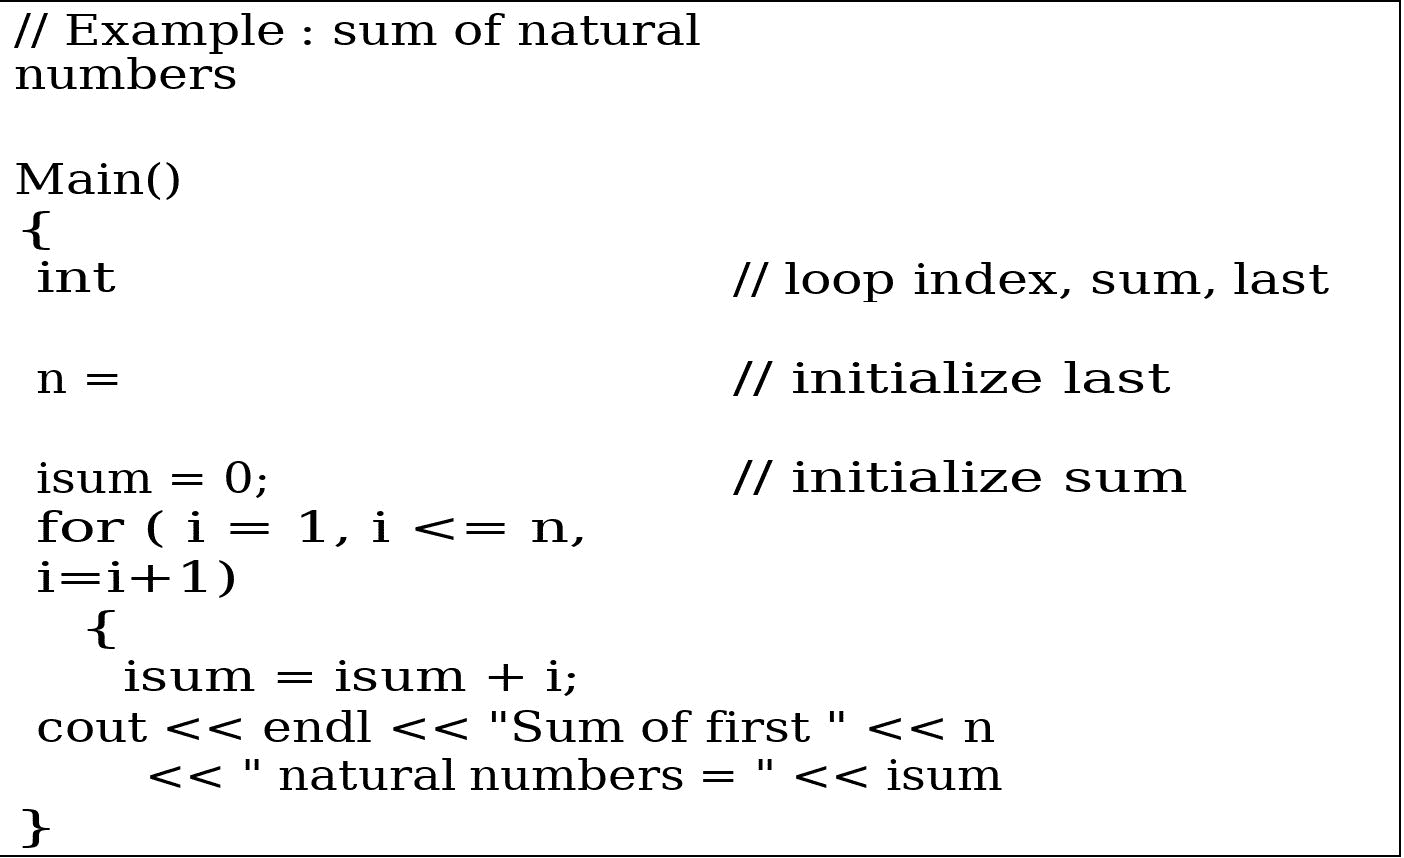 // Example : sum of natural
numbers
Main()
{
int // loop index, sum, last
n = // initialize last
isum = 0; // initialize sum
for ( i = 1, i <= n,
i=i+1)
{
isum = isum + i;
cout << endl << "Sum of first " << n
<< " natural numbers = " << isum
}